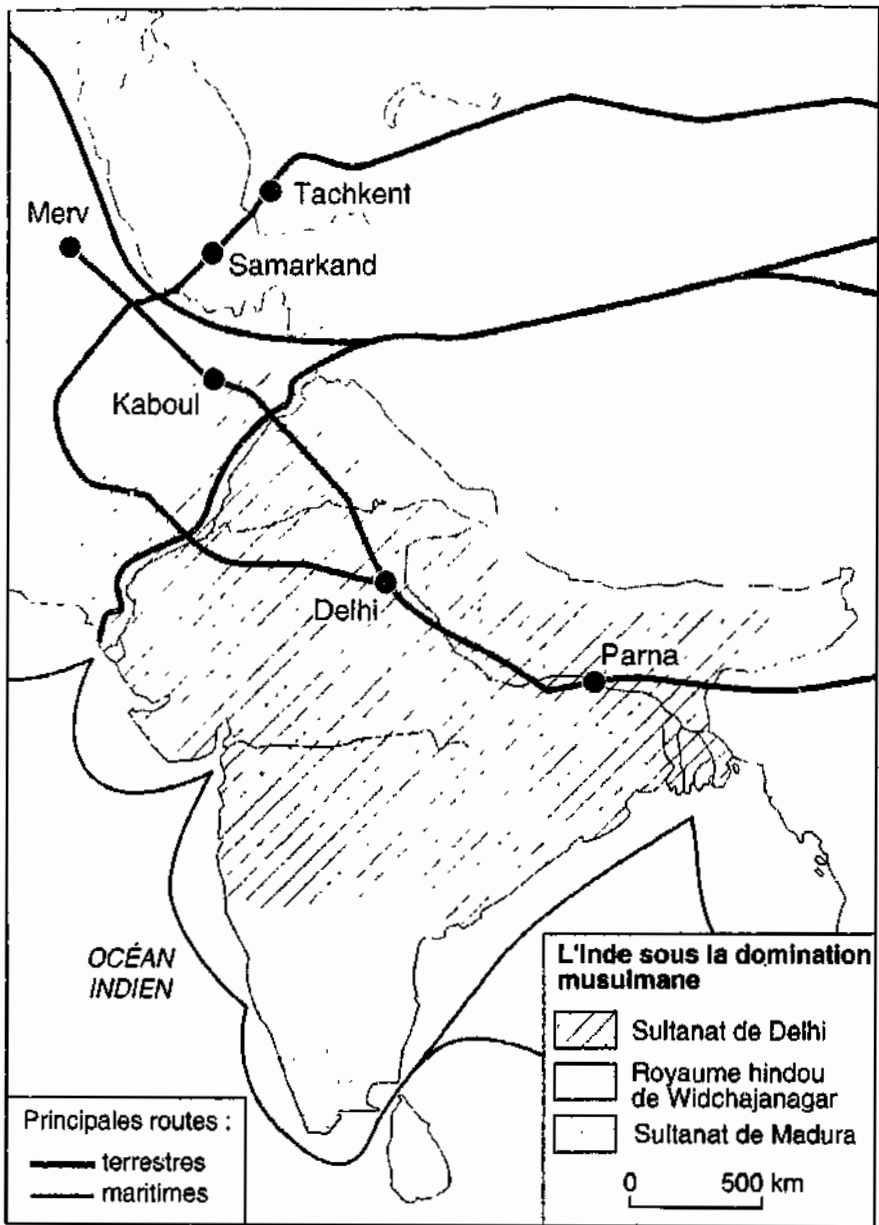 Tachkent
Merv
Samarkand
Kaboul
Delhi
Parna
OCÉAN
INDIEN
L'Inde sous la domination
musulmane
Sultanat de Delhi
Royaume hindou
de Widchajanagar
Sultanat de Madura
0 500 km
Principales routes :
terrestres
maritimes